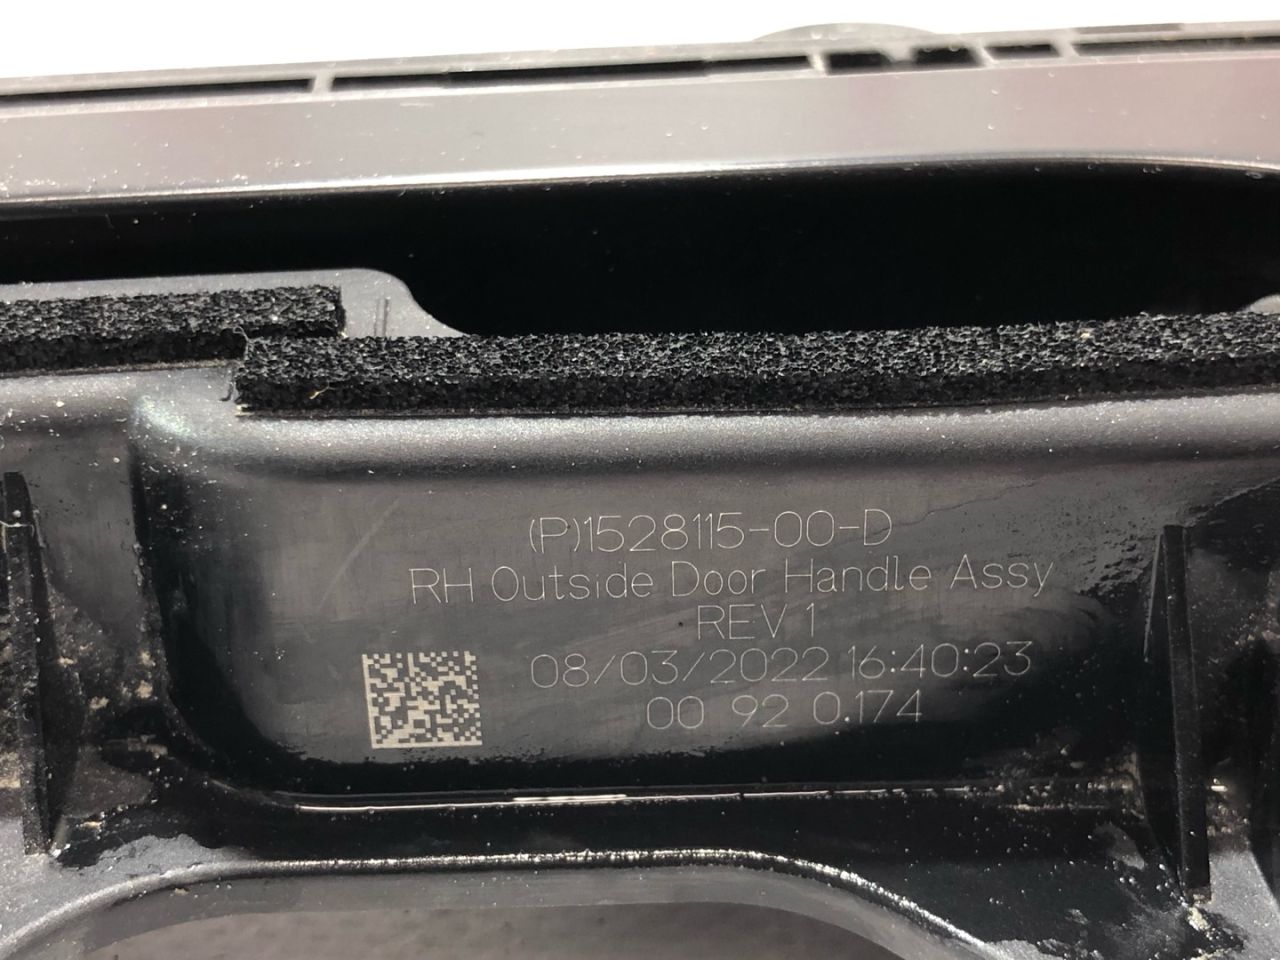 (P)1528115-00-D
RH Outside Door Handle Assy
REV 1
08/03/2022 16:40:23
00 92 0.174